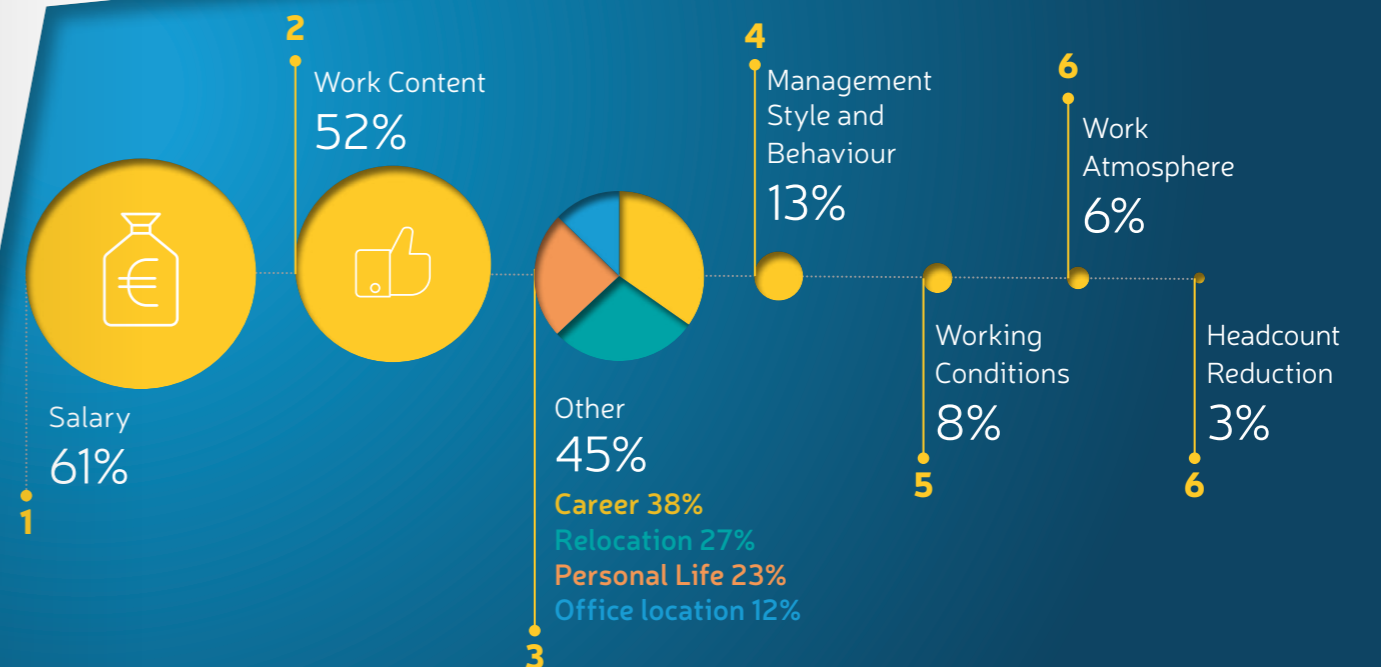 1
Salary
61%
2
Work Content
52%
€
3
Other
45%
Career 38%
Relocation 27%
Personal Life 23%
Office location 12%
4
Management
Style and
Behaviour
13%
5
Working
Conditions
8%
6
Work
Atmosphere
6%
6
Headcount
Reduction
3%